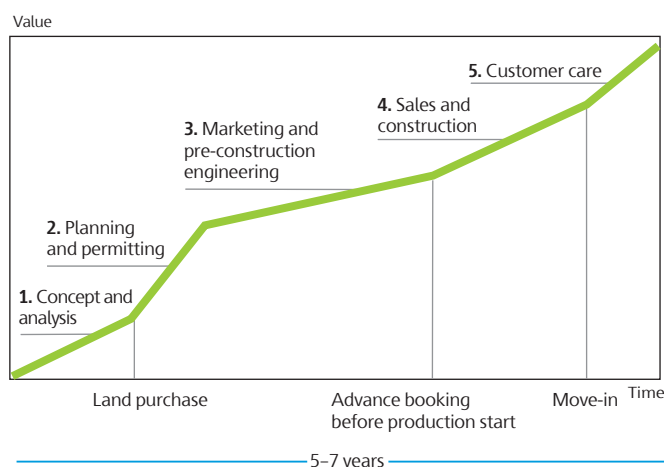 Value
5. Customer care
4. Sales and
construction
3. Marketing and
pre-construction
engineering
2. Planning
and permitting
1. Concept and
analysis
Land purchase
Advance booking
before production start
Move-in
Time
5–7 years